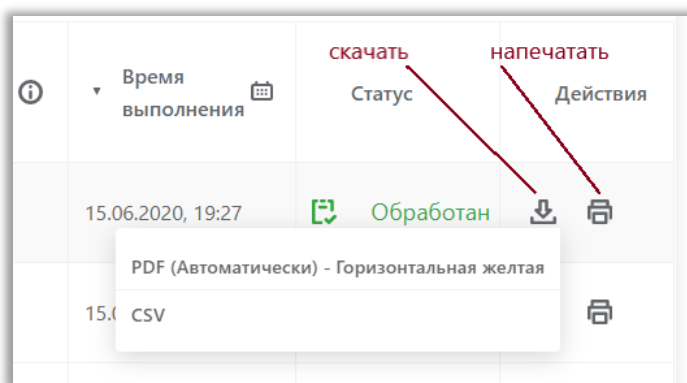 скачать
напечатать
Время
выполнения
Статус
Действия
15.06.2020, 19:27
Обработан
PDF (Автоматически) - Горизонтальная желтая
15.0
CSV